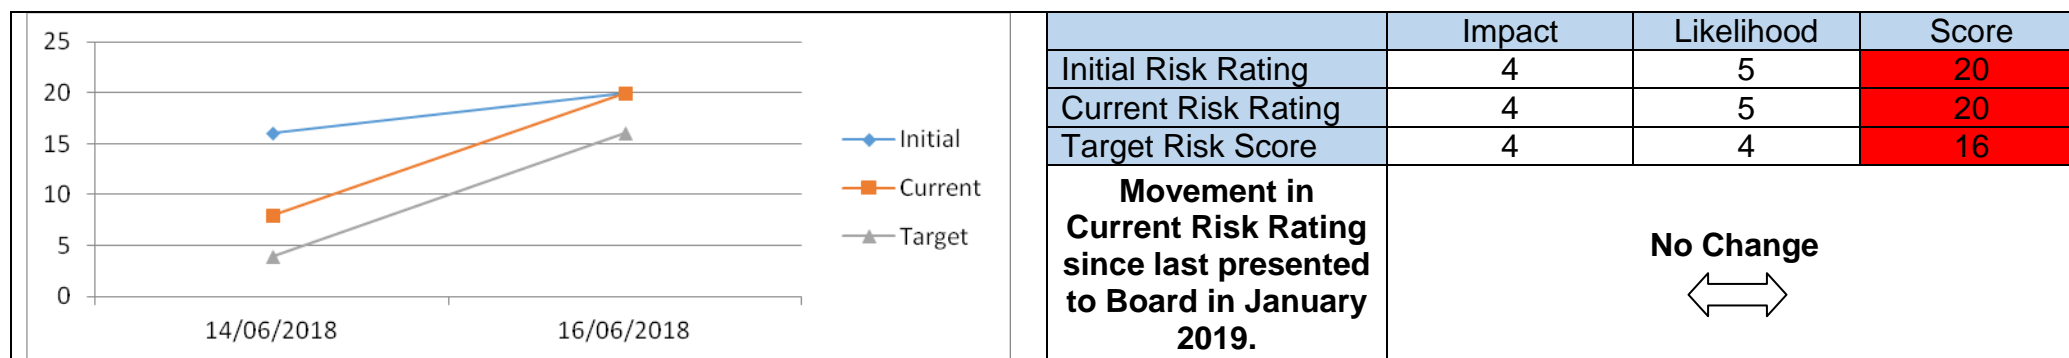 25
20
15
10
5
0
14/06/2018 16/06/2018
Initial
Current
Target
Impact Likelihood Score
Initial Risk Rating 4 5 20
Current Risk Rating 4 5 20
Target Risk Score 4 4 16
Movement in
Current Risk Rating
since last presented
to Board in January
2019.
No Change